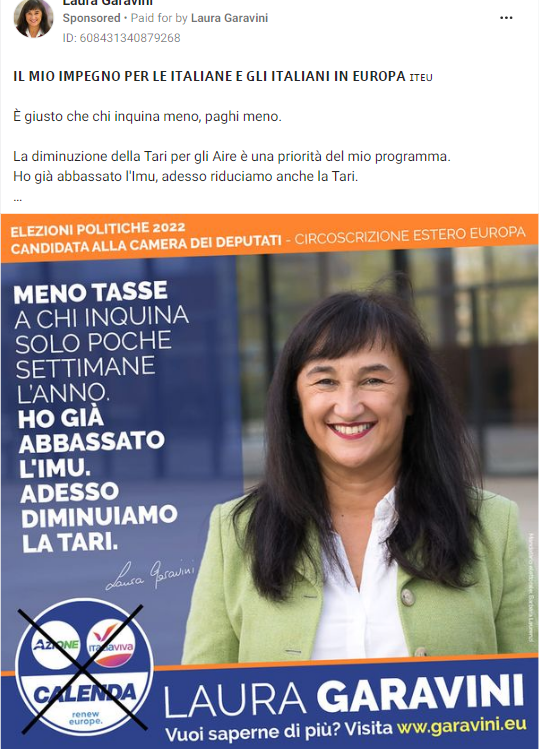 Laura Garavini
Sponsored • Paid for by Laura Garavini
ID: 608431340879268
IL MIO IMPEGNO PER LE ITALIANE E GLI ITALIANI IN EUROPA ITEU
È giusto che chi inquina meno, paghi meno.
La diminuzione della Tari per gli Aire è una priorità del mio programma.
Ho già abbassato l'Imu, adesso riduciamo anche la Tari.
...
ELEZIONI POLITICHE 2022
CANDIDATA ALLA CAMERA DEI DEPUTATI - CIRCOSCRIZIONE ESTERO EUROPA
MENO TASSE
A CHI INQUINA
SOLO POCHE
SETTIMANE
L'ANNO.
HO GIÀ
ABBASSATO
L'IMU.
ADESSO
DIMINUIAMO
LA TARI.
Laura Garavini
AZIONE
ITALIAVIVA
CALENDA
renew
europe.
LAURA GARAVINI
Vuoi saperne di più? Visita www.garavini.eu